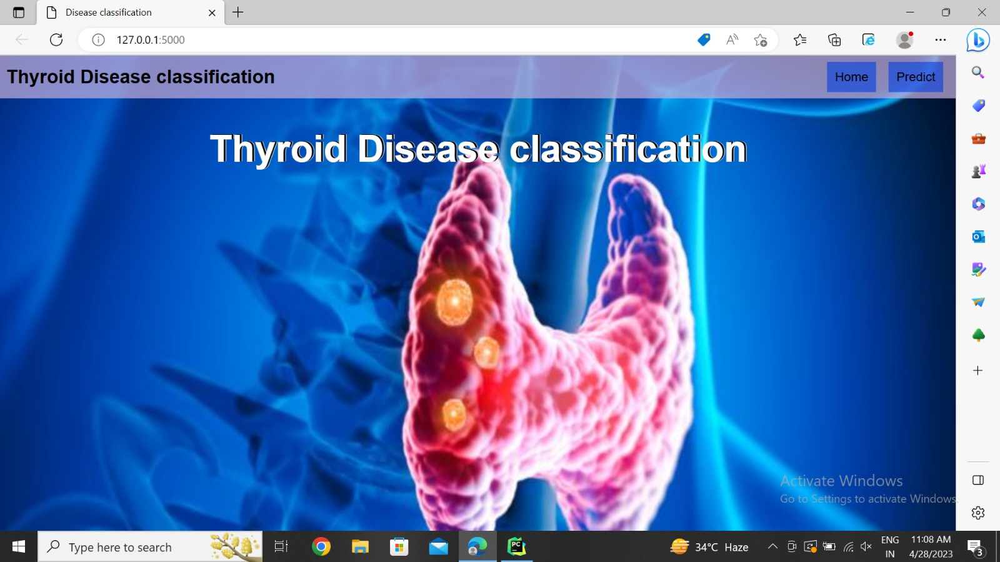 Disease classification
127.0.0.1:5000
Thyroid Disease classification
Home
Predict
Thyroid Disease classification
Activate Windows
Go to Settings to activate Windows.
Type here to search
PC
34°C Haze
ENG
IN
11:08 AM
4/28/2023
3